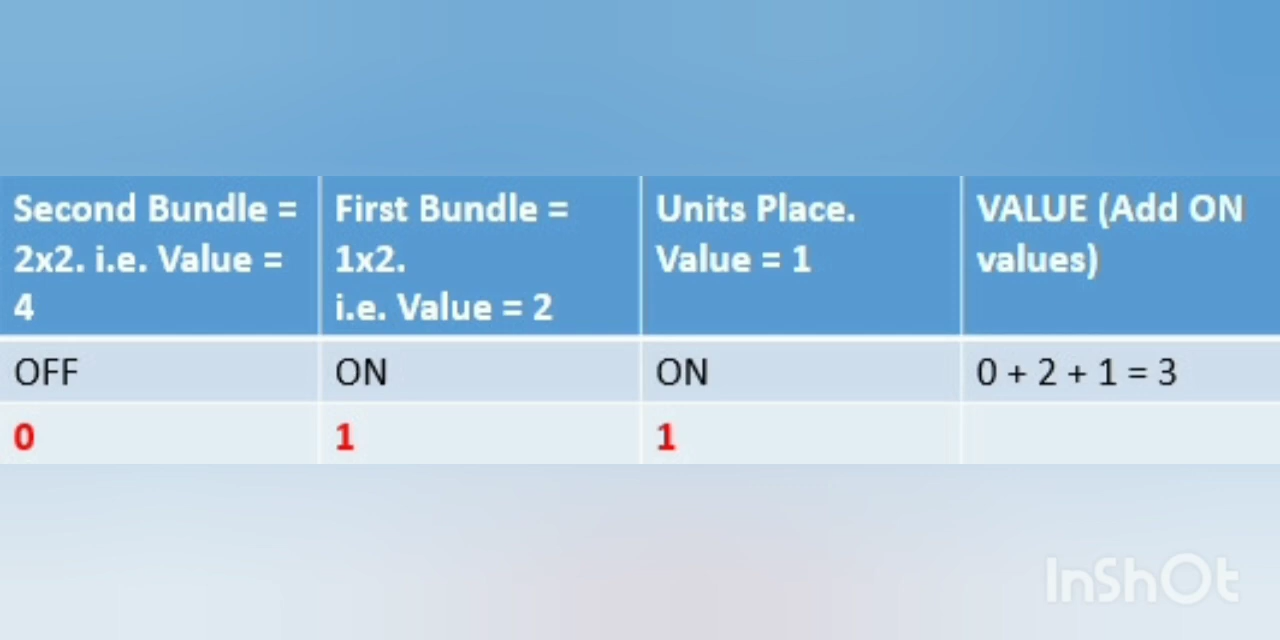 Second Bundle =
2x2. i.e. Value =
4
First Bundle =
1x2.
i.e. Value = 2
Units Place.
Value = 1
VALUE (Add ON
values)
OFF
ON
ON
0 + 2 + 1 = 3
0
1
1
InShOt